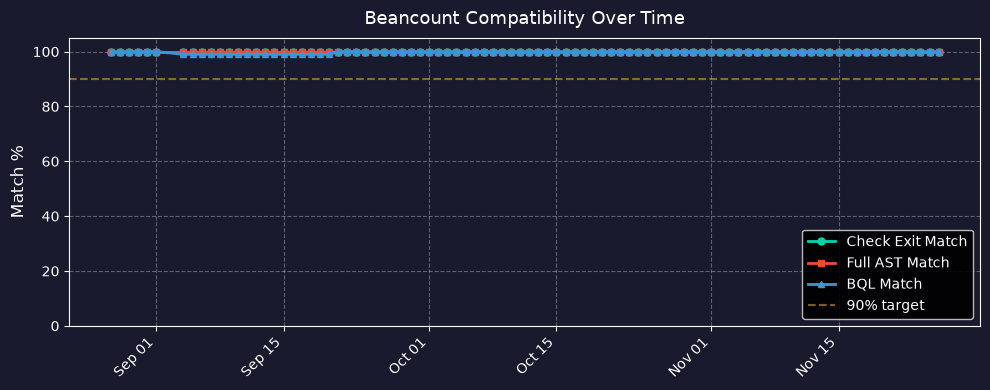 Beancount Compatibility Over Time
Match %
100
80
60
40
20
0
Sep 01
Sep 15
Oct 01
Oct 15
Nov 01
Nov 15
Check Exit Match
Full AST Match
BQL Match
90% target